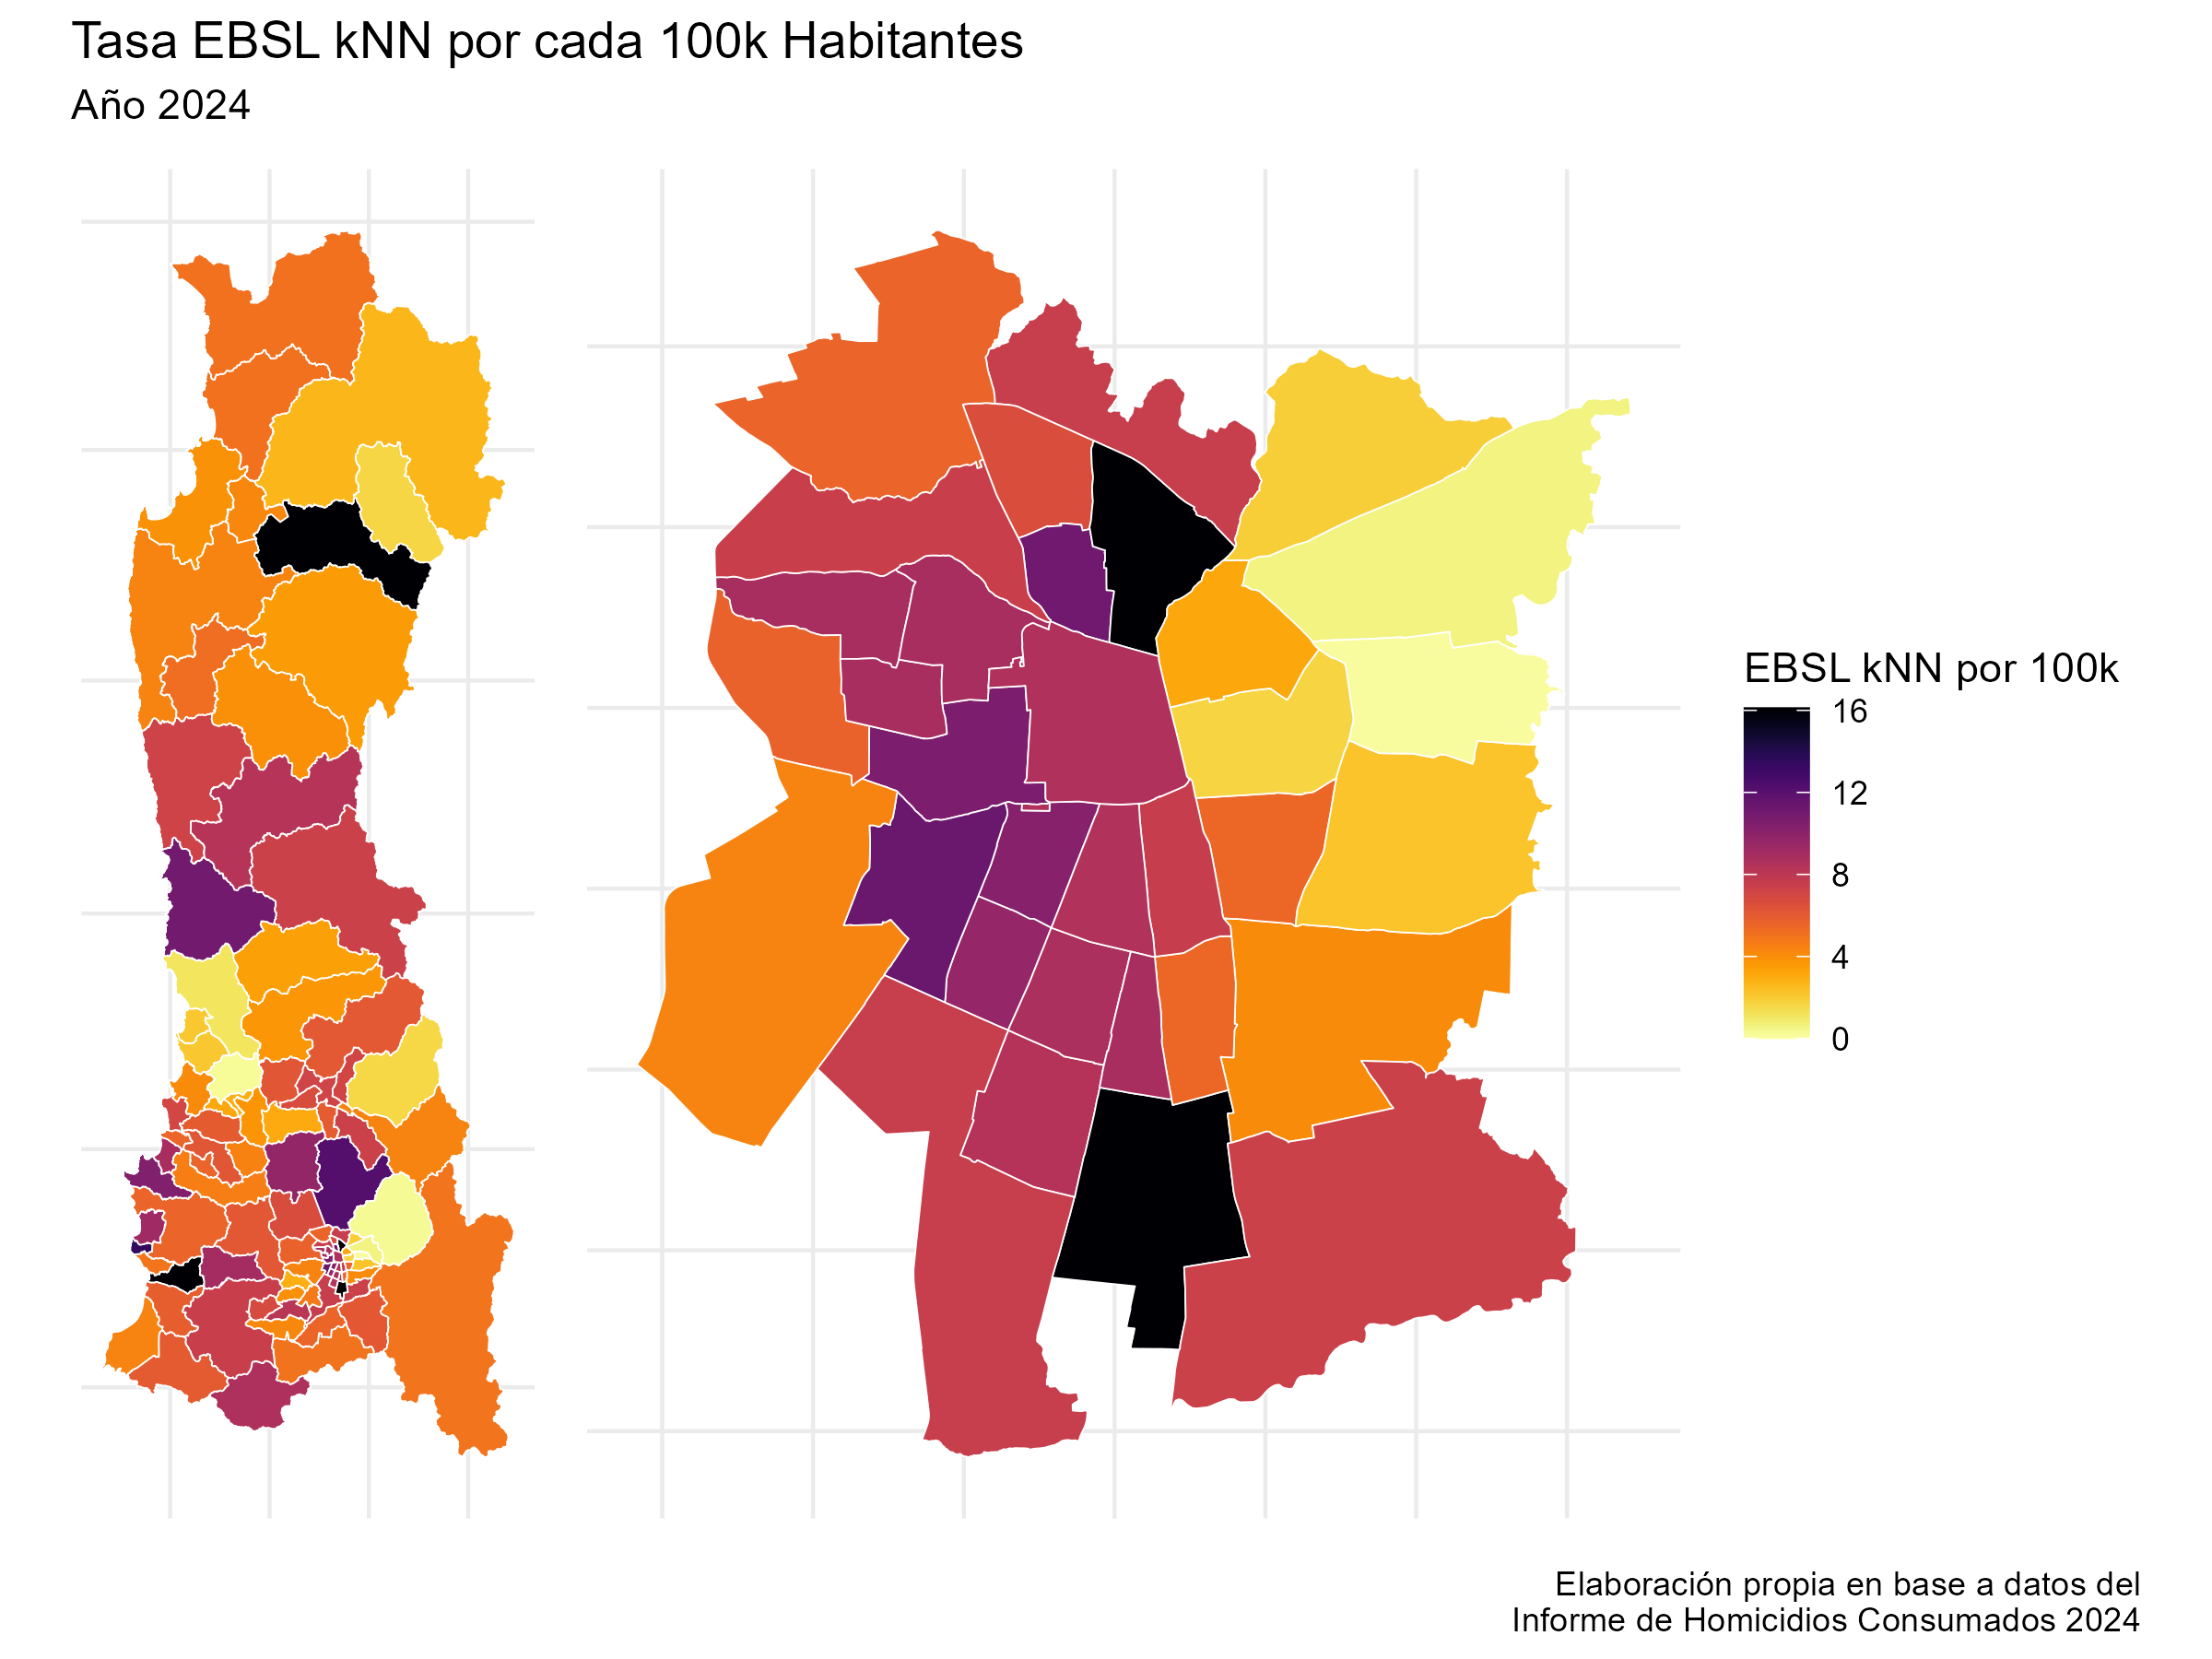 Tasa EBSL kNN por cada 100k Habitantes
Año 2024
EBSL kNN por 100k
16
12
8
4
0
Elaboración propia en base a datos del
Informe de Homicidios Consumados 2024